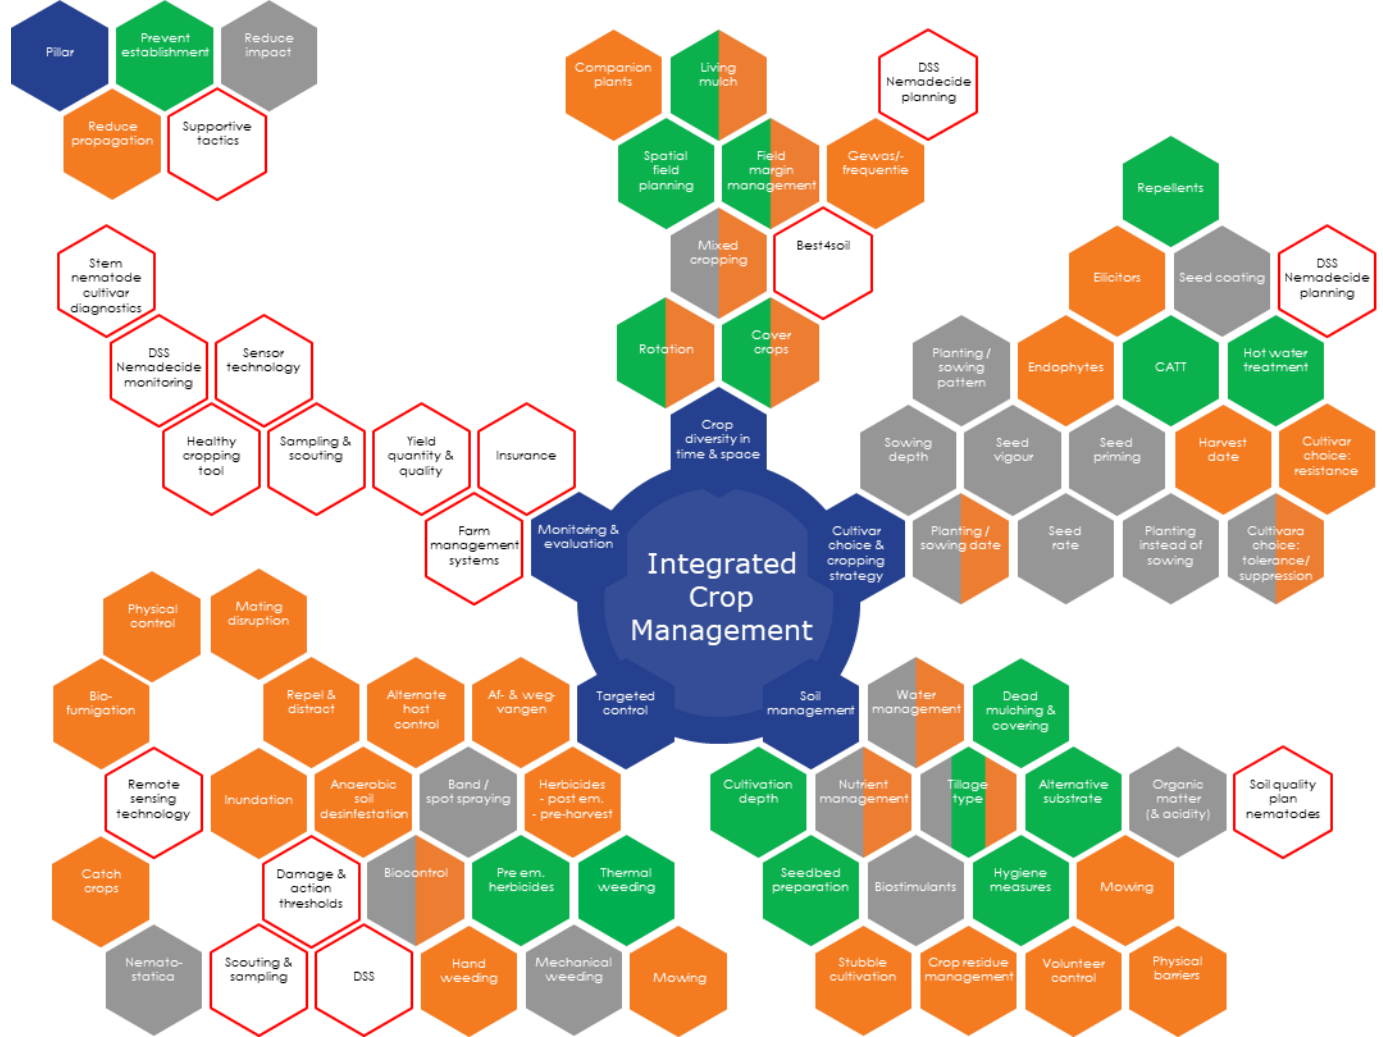 Pillar
Prevent
establishment
Reduce
impact
Reduce
propagation
Supportive
tactics
Companion
plants
Living
mulch
DSS
Nemadecide
planning
Spatial
field
planning
Field
margin
management
Gewas/-
frequentie
Mixed
cropping
Best4soil
Rotation
Cover
crops
Crop
diversity in
time & space
Repellents
Elicitors
Seed coating
DSS
Nemadecide
planning
Planting /
sowing
pattern
Endophytes
CATT
Hot water
treatment
Sowing
depth
Seed
vigour
Seed
priming
Harvest
date
Cultivar
choice:
resistance
Cultivar
choice &
cropping
strategy
Planting /
sowing date
Seed
rate
Planting
instead of
sowing
Cultivara
choice:
tolerance/
suppression
Stem
nematode
cultivar
diagnostics
DSS
Nemadecide
monitoring
Sensor
technology
Healthy
cropping
tool
Sampling &
scouting
Yield
quantity &
quality
Insurance
Farm
management
systems
Monitoring &
evaluation
Integrated
Crop
Management
Physical
control
Mating
disruption
Bio-
fumigation
Repel &
distract
Alternate
host
control
Af- & weg-
vangen
Targeted
control
Remote
sensing
technology
Inundation
Anaerobic
soil
desinfestation
Band /
spot spraying
Herbicides
- post em.
- pre-harvest
Catch
crops
Damage &
action
thresholds
Biocontrol
Pre em.
herbicides
Thermal
weeding
Nemato-
statica
Scouting &
sampling
DSS
Hand
weeding
Mechanical
weeding
Mowing
Soil
management
Water
management
Dead
mulching &
covering
Cultivation
depth
Nutrient
management
Tillage
type
Alternative
substrate
Organic
matter
(& acidity)
Soil quality
plan
nematodes
Seedbed
preparation
Biostimulants
Hygiene
measures
Mowing
Stubble
cultivation
Crop residue
management
Volunteer
control
Physical
barriers